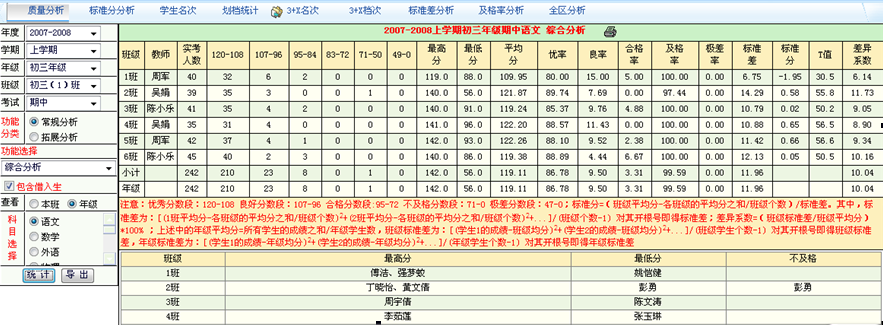 质量分析 标准分分析 学生名次 划档统计 3+X名次 3+X档次 标准差分析 及格率分析 全区分析
年度 2007-2008
学期 上学期
年级 初三年级
班级 初三(1)班
考试 期中
功能分类 常规分析 拓展分析
功能选择
综合分析
包含借入生
查看 本班 年级
科目选择 语文 数学 外语
统 计 导 出
2007-2008上学期初三年级期中语文 综合分析
班级 教师 实考人数 120-108 107-96 95-84 83-72 71-50 49-0 最高分 最低分 平均分 优率 良率 合格率 及格率 极差率 标准差 标准分 T值 差异系数
1班 周军 40 32 6 2 0 0 0 119.0 88.0 109.95 80.00 15.00 5.00 100.00 0.00 6.75 -1.95 30.5 6.14
2班 吴娟 39 35 3 0 0 1 0 140.0 56.0 121.87 89.74 7.69 0.00 97.44 0.00 14.29 0.58 55.8 11.73
3班 陈小乐 41 35 4 2 0 0 0 140.0 91.0 119.24 85.37 9.76 4.88 100.00 0.00 10.79 0.02 50.2 9.05
4班 吴娟 35 31 4 0 0 0 0 141.0 96.0 122.20 88.57 11.43 0.00 100.00 0.00 10.88 0.65 56.5 8.90
5班 周军 42 37 4 1 0 0 0 142.0 93.0 122.26 88.10 9.52 2.38 100.00 0.00 11.42 0.66 56.6 9.34
6班 陈小乐 45 40 2 3 0 0 0 140.0 86.0 119.38 88.89 4.44 6.67 100.00 0.00 12.13 0.05 50.5 10.16
小计 242 210 23 8 0 1 0 142.0 56.0 119.11 86.78 9.50 3.31 99.59 0.00 11.96 10.04
年级 242 210 23 8 0 1 0 142.0 56.0 119.11 86.78 9.50 3.31 99.59 0.00 11.96 10.04
注意:优秀分数段:120-108 良好分数段:107-96 合格分数段:95-72 不及格分数段:71-0 极差分数段:47-0;标准分=(班级平均分-各班级的平均分之和/班级个数)/标准差。其中,标
准差为:[(1班平均分-各班级的平均分之和/班级个数)²+(2班平均分-各班级的平均分之和/班级个数)²+...]/(班级个数-1) 对其开根号即得标准差;差异系数=(班级标准差/班级平均分)
*100% ;上述中的年级平均分=所有学生的成绩之和/年级学生数,班级标准差为:[(学生1的成绩-班级均分)²+(学生2的成绩-班级均分)²+...]/(班级学生个数-1) 对其开根号即得班级标准
差,年级标准差为:[(学生1的成绩-年级均分)²+(学生2的成绩-年级均分)²+...]/(年级学生个数-1) 对其开根号即得年级标准差
班级 最高分 最低分 不及格
1班 傅洁、强梦蛟 姚恺健
2班 丁晓怡、黄文倩 彭勇 彭勇
3班 周宇倩 陈文涛
4班 李茹莲 张玉琳